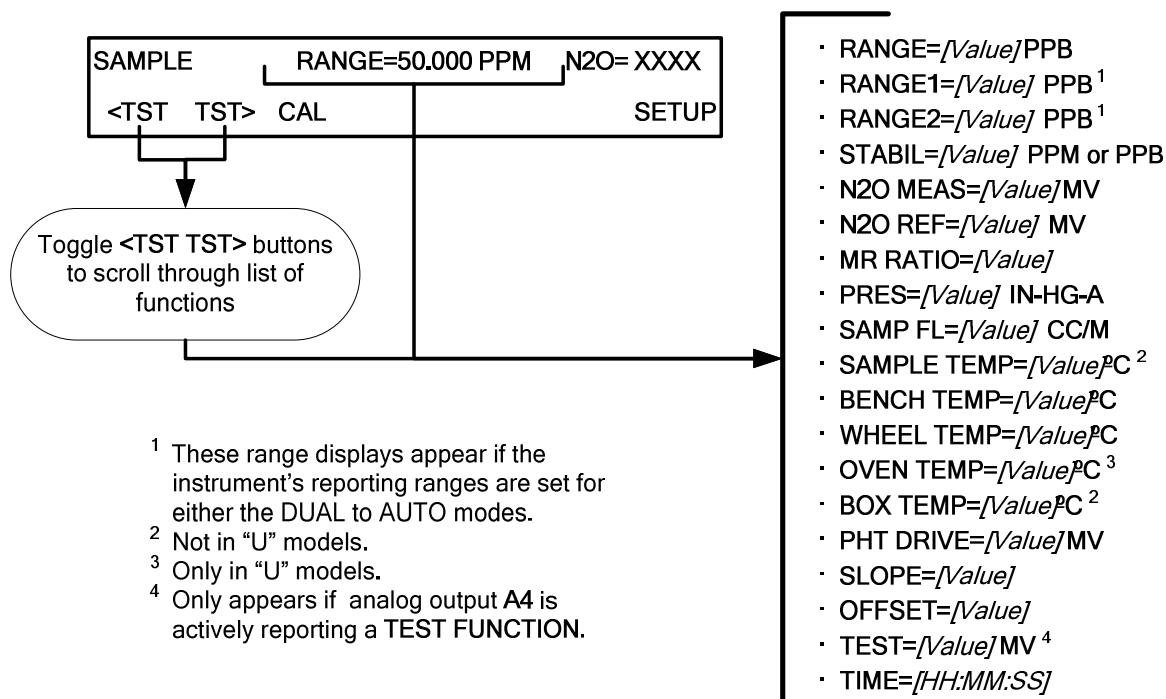 SAMPLE RANGE=50.000 PPM N2O= XXXX
<TST TST> CAL SETUP
Toggle <TST TST> buttons
to scroll through list of
functions
· RANGE=[Value] PPB
· RANGE1=[Value] PPB 1
· RANGE2=[Value] PPB 1
· STABIL=[Value] PPM or PPB
· N2O MEAS=[Value] MV
· N2O REF=[Value] MV
· MR RATIO=[Value]
· PRES=[Value] IN-HG-A
· SAMP FL=[Value] CC/M
· SAMPLE TEMP=[Value]ºC 2
· BENCH TEMP=[Value]ºC
· WHEEL TEMP=[Value]ºC
· OVEN TEMP=[Value]ºC 3
· BOX TEMP=[Value]ºC 2
· PHT DRIVE=[Value] MV
· SLOPE=[Value]
· OFFSET=[Value]
· TEST=[Value] MV 4
· TIME=[HH:MM:SS]
1 These range displays appear if the
instrument’s reporting ranges are set for
either the DUAL to AUTO modes.
2 Not in “U” models.
3 Only in “U” models.
4 Only appears if analog output A4 is
actively reporting a TEST FUNCTION.